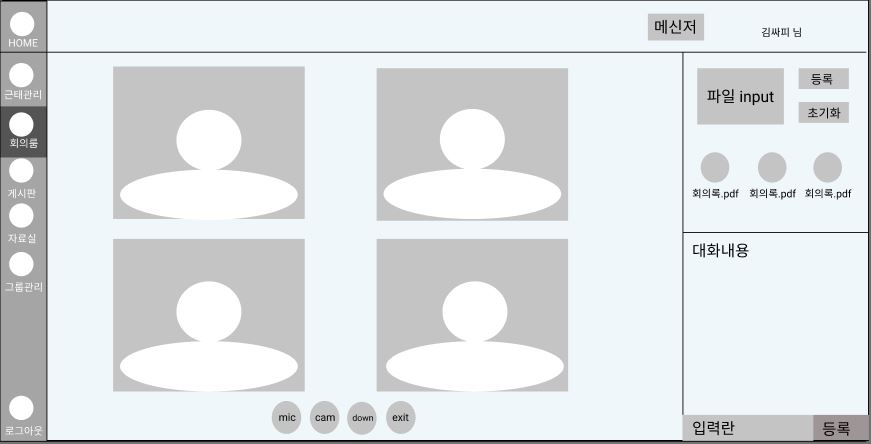 HOME
메신저
김싸피 님
근태관리
회의룸
게시판
자료실
그룹관리
로그아웃
파일 input
등록
초기화
회의록.pdf
회의록.pdf
회의록.pdf
대화내용
mic
cam
down
exit
입력란
등록